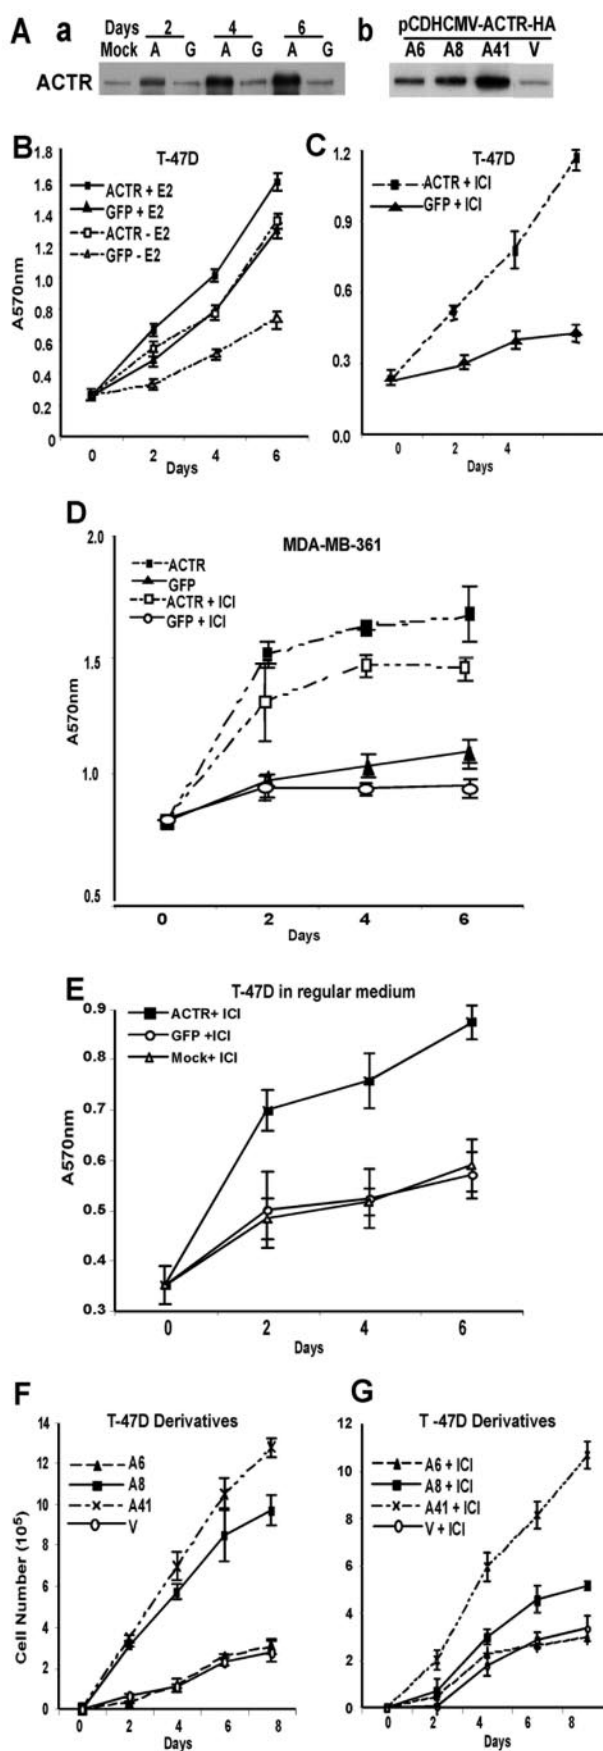 A a Days 2 4 6
Mock A G A G A G
ACTR
b pCDHCMV-ACTR-HA
A6 A8 A41 V
B T-47D
ACTR + E2
GFP + E2
ACTR - E2
GFP - E2
A570nm
1.8
1.6
1.4
1.2
1.0
0.8
0.6
0.4
0.2
0
0 2 4 6
Days
C T-47D
ACTR + ICI
GFP + ICI
1.2
0.9
0.6
0.3
0.0
0 2 4
Days
D MDA-MB-361
ACTR
GFP
ACTR + ICI
GFP + ICI
A570nm
2.0
1.5
1.0
0.5
0 2 4 6
Days
E T-47D in regular medium
ACTR+ ICI
GFP +ICI
Mock+ ICI
A570nm
0.9
0.8
0.7
0.6
0.5
0.4
0.3
0 2 4 6
Days
F T-47D Derivatives
A6
A8
A41
V
Cell Number (10⁵)
14
12
10
8
6
4
2
0
0 2 4 6 8
Days
G T -47D Derivatives
A6 + ICI
A8 + ICI
A41 + ICI
V + ICI
12
10
8
6
4
2
0
0 2 4 6 8
Days